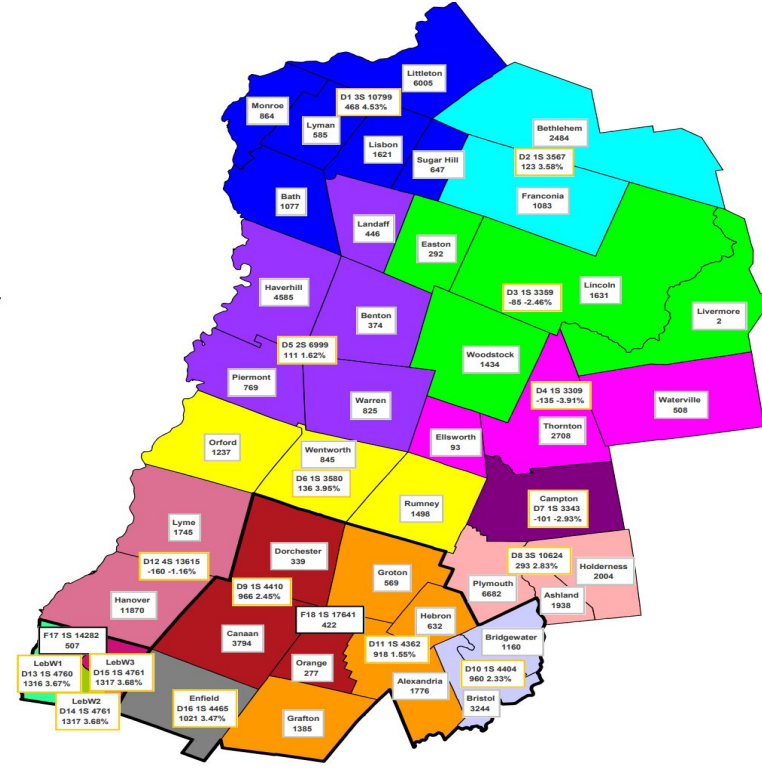 Littleton
6005
D1 3S 10799
468 4.53%
Monroe
864
Lyman
585
Lisbon
1621
Sugar Hill
647
Bethlehem
2484
D2 1S 3567
123 3.58%
Franconia
1083
Bath
1077
Landaff
446
Easton
292
Haverhill
4585
Benton
374
D3 1S 3359
-85 -2.46%
Lincoln
1631
Livermore
2
D5 2S 6999
111 1.62%
Woodstock
1434
Piermont
769
Warren
825
D4 1S 3309
-135 -3.91%
Thornton
2708
Waterville
508
Ellsworth
93
Orford
1237
Wentworth
845
D6 1S 3580
136 3.95%
Rumney
1498
Campton
D7 1S 3343
-101 -2.93%
Lyme
1745
D12 4S 13615
-160 -1.16%
Hanover
11870
Dorchester
339
D9 1S 4410
966 2.45%
Groton
569
D8 3S 10624
293 2.83%
Holderness
2004
Plymouth
6682
Ashland
1938
F18 1S 17641
422
Hebron
632
Canaan
3794
D11 1S 4362
918 1.55%
Bridgewater
1160
F17 1S 14282
507
LebW1
D13 1S 4760
1316 3.67%
LebW3
D15 1S 4761
1317 3.68%
Orange
277
Alexandria
1776
D10 1S 4404
960 2.33%
Bristol
3244
LebW2
D14 1S 4761
1317 3.68%
Enfield
D16 1S 4465
1021 3.47%
Grafton
1385